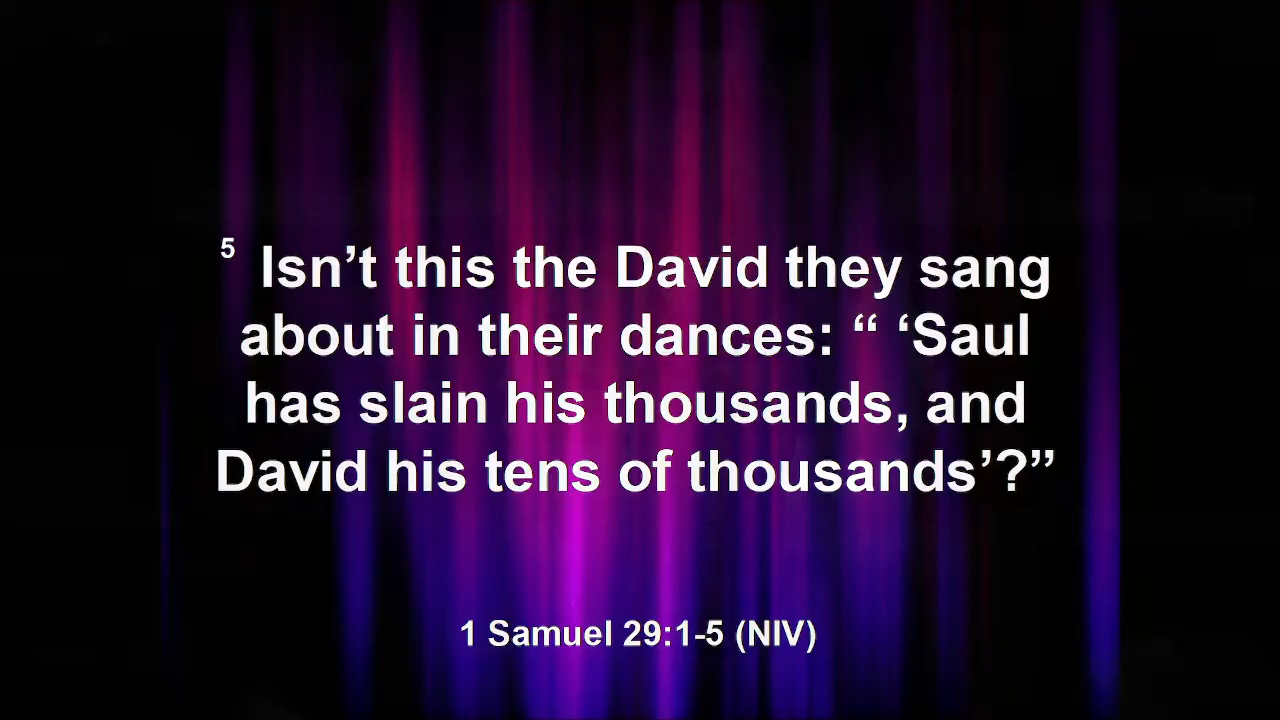 5 Isn’t this the David they sang
about in their dances: “ ‘Saul
has slain his thousands, and
David his tens of thousands’?”
1 Samuel 29:1-5 (NIV)